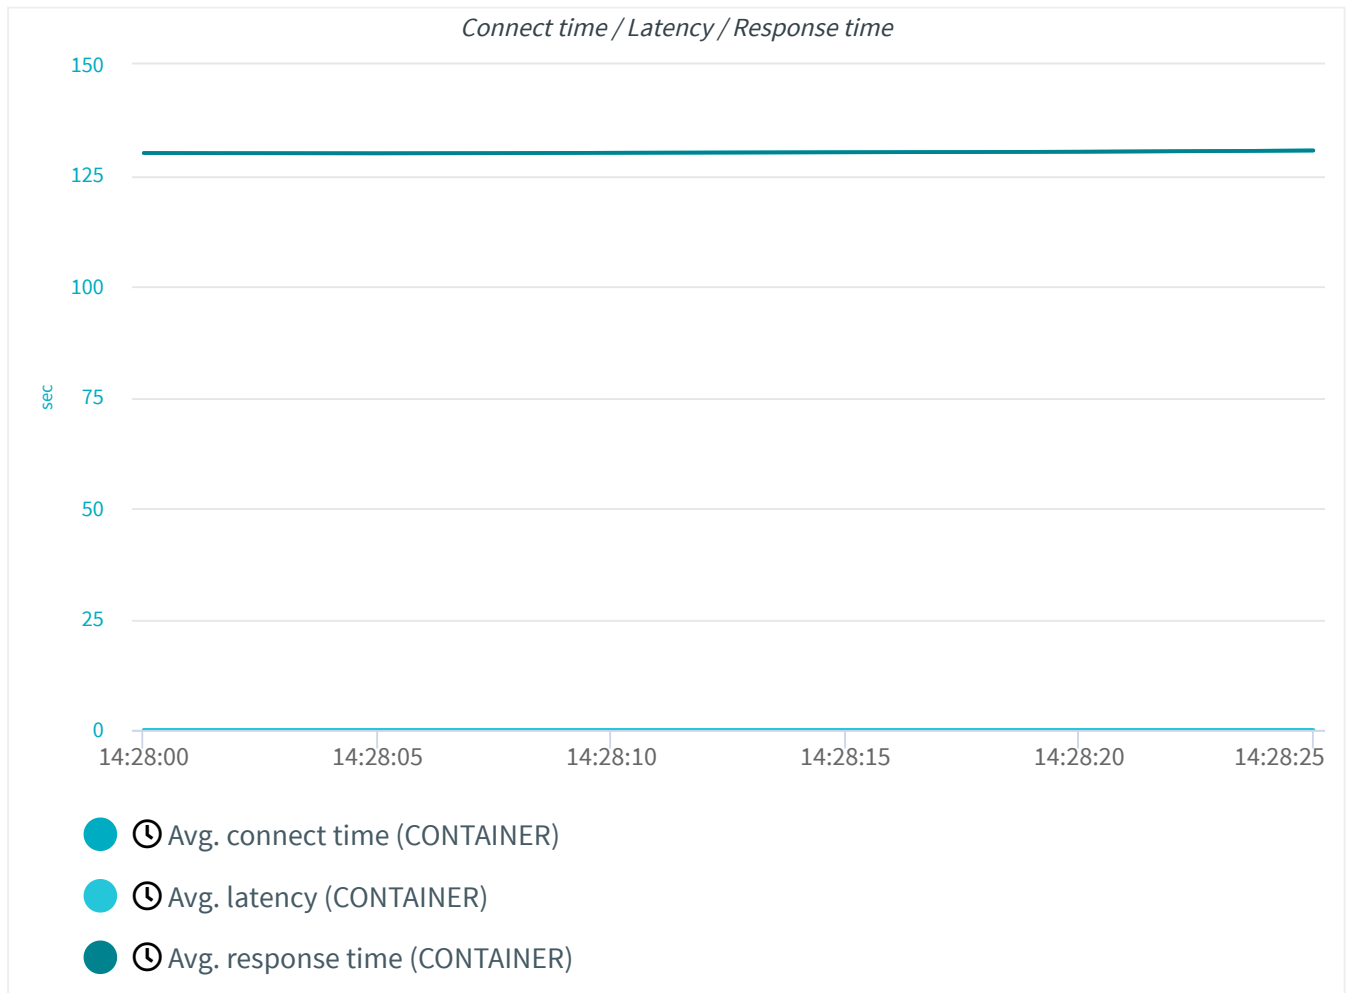 Connect time / Latency / Response time
150
125
100
75
50
25
0
sec
14:28:00 14:28:05 14:28:10 14:28:15 14:28:20 14:28:25
Avg. connect time (CONTAINER)
Avg. latency (CONTAINER)
Avg. response time (CONTAINER)